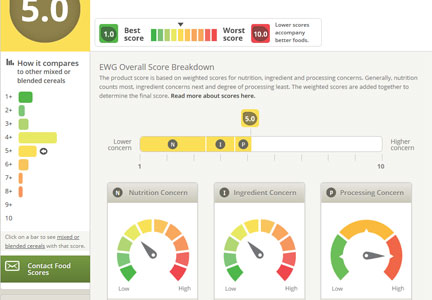 5.0
1.0
Best
score
Worst
score
10.0
Lower scores
accompany
better foods.
How it compares
to other mixed or
blended cereals
1+
2+
3+
4+
5+
6+
7+
8+
9+
10
Click on a bar to see mixed or
blended cereals with that score.
Contact Food
Scores
EWG Overall Score Breakdown
The product score is based on weighted scores for nutrition, ingredient and processing concerns. Generally, nutrition
counts most, ingredient concerns next and degree of processing least. The weighted scores are added together to
determine the final score. Read more about scores here.
5.0
Lower
concern
N
I
P
Higher
concern
1
10
N Nutrition Concern
Low
High
I Ingredient Concern
Low
High
P Processing Concern
Low
High